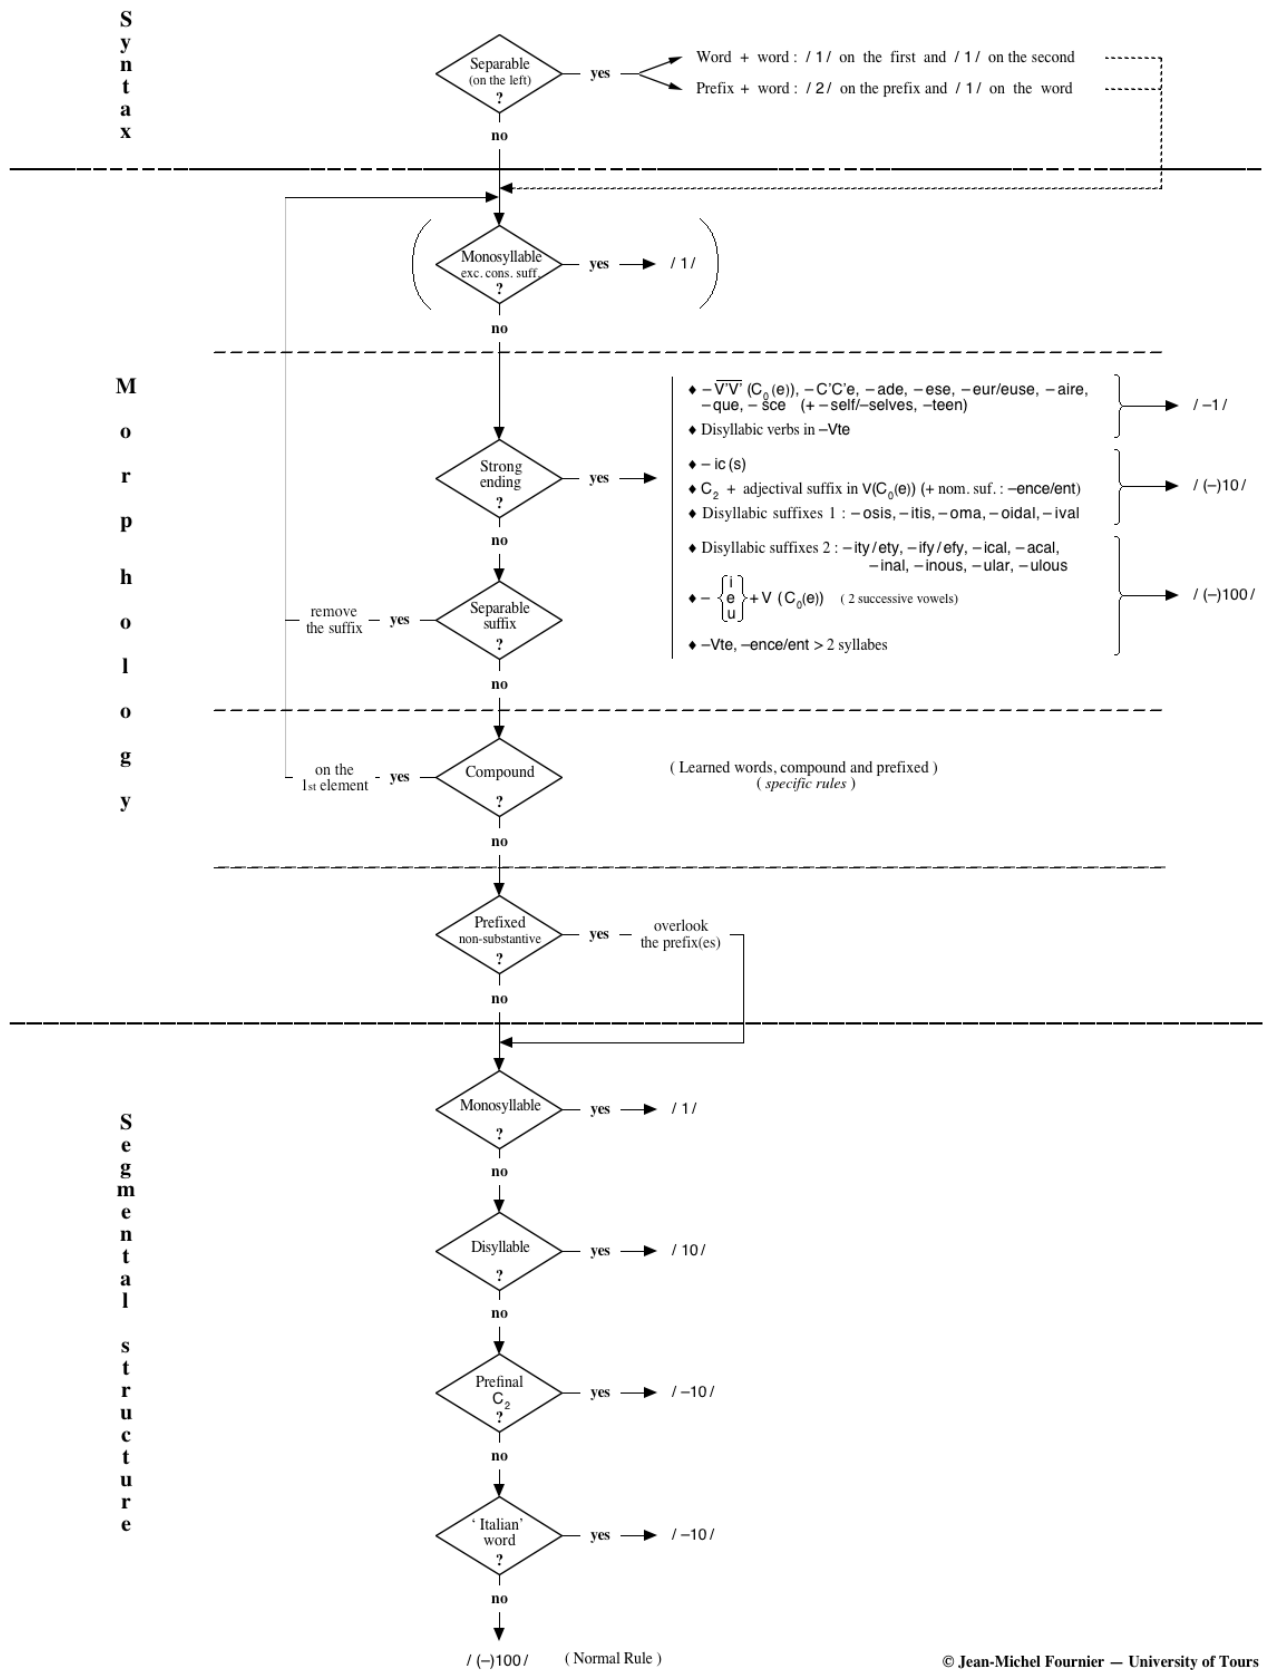 Syntax
Separable
(on the left)
?
yes
Word + word : / 1 / on the first and / 1 / on the second
Prefix + word : / 2 / on the prefix and / 1 / on the word
no
Monosyllable
exc. cons. suff.
?
yes
/ 1 /
no
Morphology
Strong
ending
?
yes
♦ – V'V' (C0(e)), – C'C'e, – ade, – ese, – eur/euse, – aire,
– que, – sce (+ – self/–selves, –teen)
♦ Disyllabic verbs in –Vte
/ –1 /
♦ – ic (s)
♦ C2 + adjectival suffix in V(C0(e)) (+ nom. suf. : –ence/ent)
♦ Disyllabic suffixes 1 : – osis, – itis, – oma, – oidal, – ival
/ (–)10 /
♦ Disyllabic suffixes 2 : – ity / ety, – ify / efy, – ical, – acal,
– inal, – inous, – ular, – ulous
♦ – { i e u } + V (C0(e)) ( 2 successive vowels)
♦ –Vte, –ence/ent > 2 syllabes
/ (–)100 /
no
Separable
suffix
?
yes
remove
the suffix
no
Compound
?
yes
on the
1st element
( Learned words, compound and prefixed )
( specific rules )
no
Prefixed
non-substantive
?
yes
overlook
the prefix(es)
no
Segmental structure
Monosyllable
?
yes
/ 1 /
no
Disyllable
?
yes
/ 10 /
no
Prefinal
C2
?
yes
/ –10 /
no
‘ Italian’
word
?
yes
/ –10 /
no
/ (–)100 / ( Normal Rule )
© Jean-Michel Fournier — University of Tours